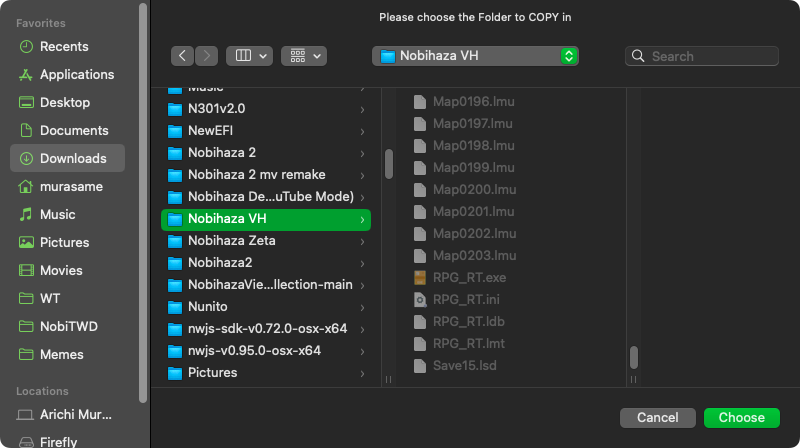 Please choose the Folder to COPY in
Nobihaza VH
Search
Favorites
Recents
Applications
Desktop
Documents
Downloads
murasame
Music
Pictures
Movies
WT
NobiTWD
Memes
Locations
Arichi Mur...
Firefly
Music
N301v2.0
NewEFI
Nobihaza 2
Nobihaza 2 mv remake
Nobihaza De...uTube Mode)
Nobihaza VH
Nobihaza Zeta
Nobihaza2
NobihazaVie...llection-main
Nunito
nwjs-sdk-v0.72.0-osx-x64
nwjs-v0.95.0-osx-x64
Pictures
Map0196.lmu
Map0197.lmu
Map0198.lmu
Map0199.lmu
Map0200.lmu
Map0201.lmu
Map0202.lmu
Map0203.lmu
RPG_RT.exe
RPG_RT.ini
RPG_RT.ldb
RPG_RT.lmt
Save15.lsd
Cancel
Choose